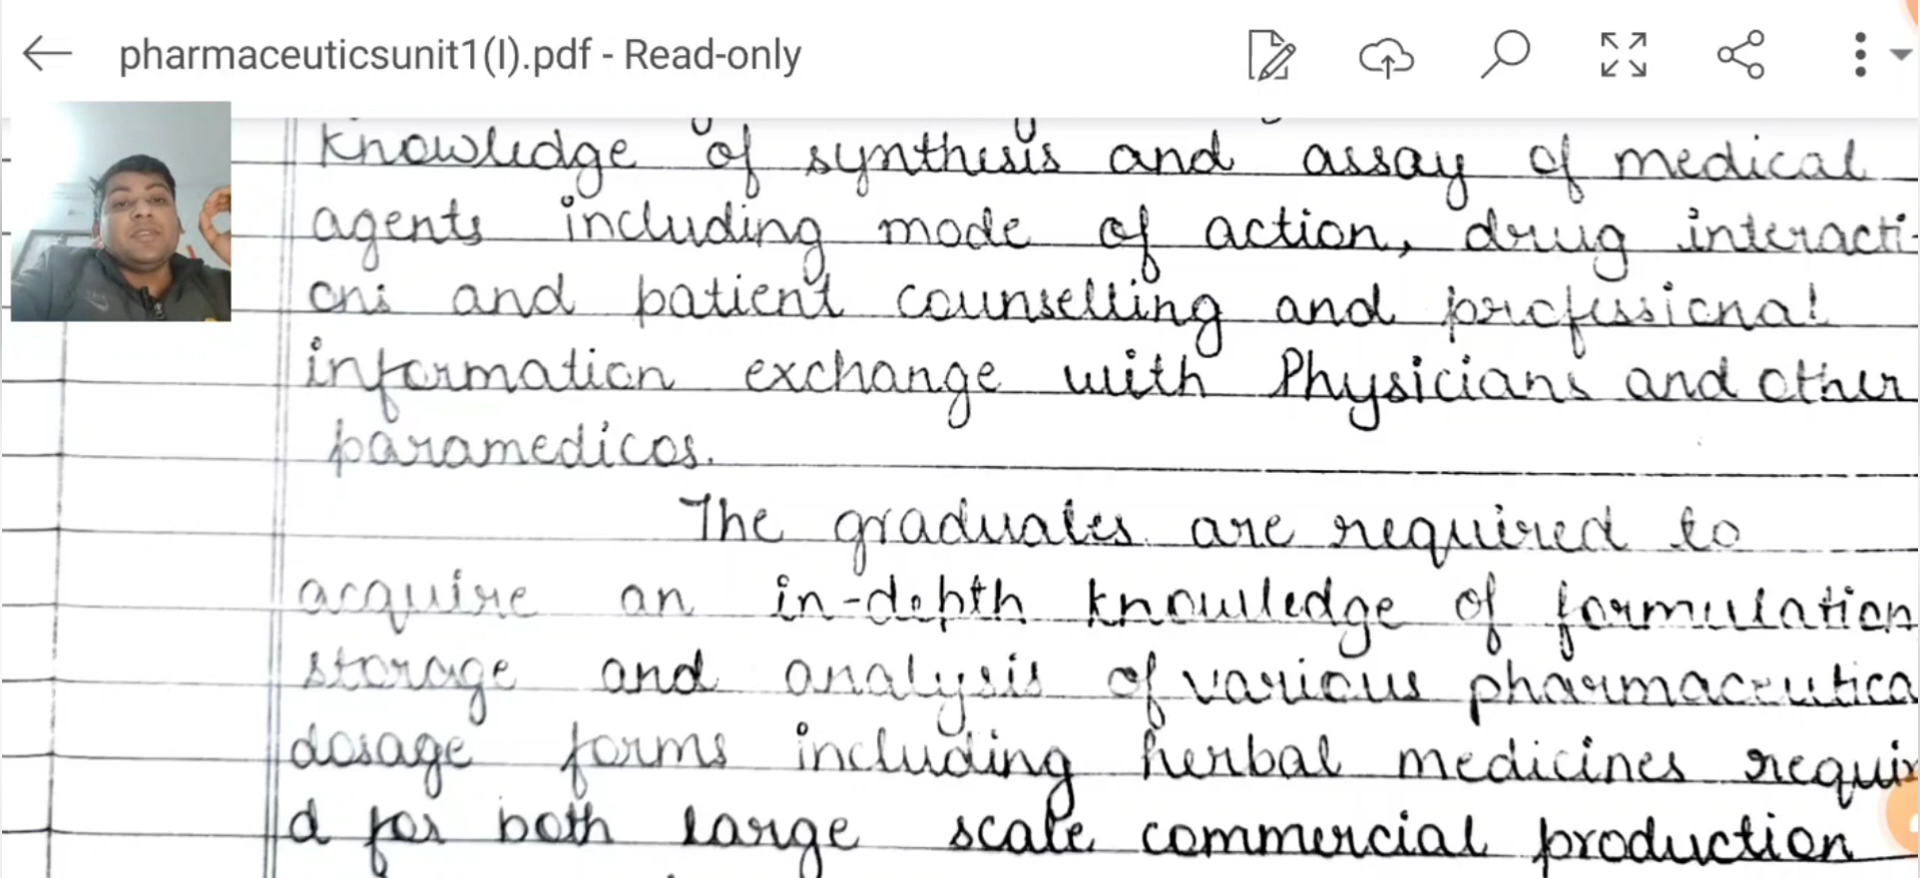 pharmaceuticsunit1(I).pdf - Read-only
knowledge of synthesis and assay of medical
agents including mode of action, drug interacti-
ons and patient counselling and professional
information exchange with Physicians and other
paramedicos.
The graduates are required to
acquire an in-depth knowledge of formulation
storage and analysis of various pharmaceutica
dosage forms including herbal medicines requir
d for both large scale commercial production